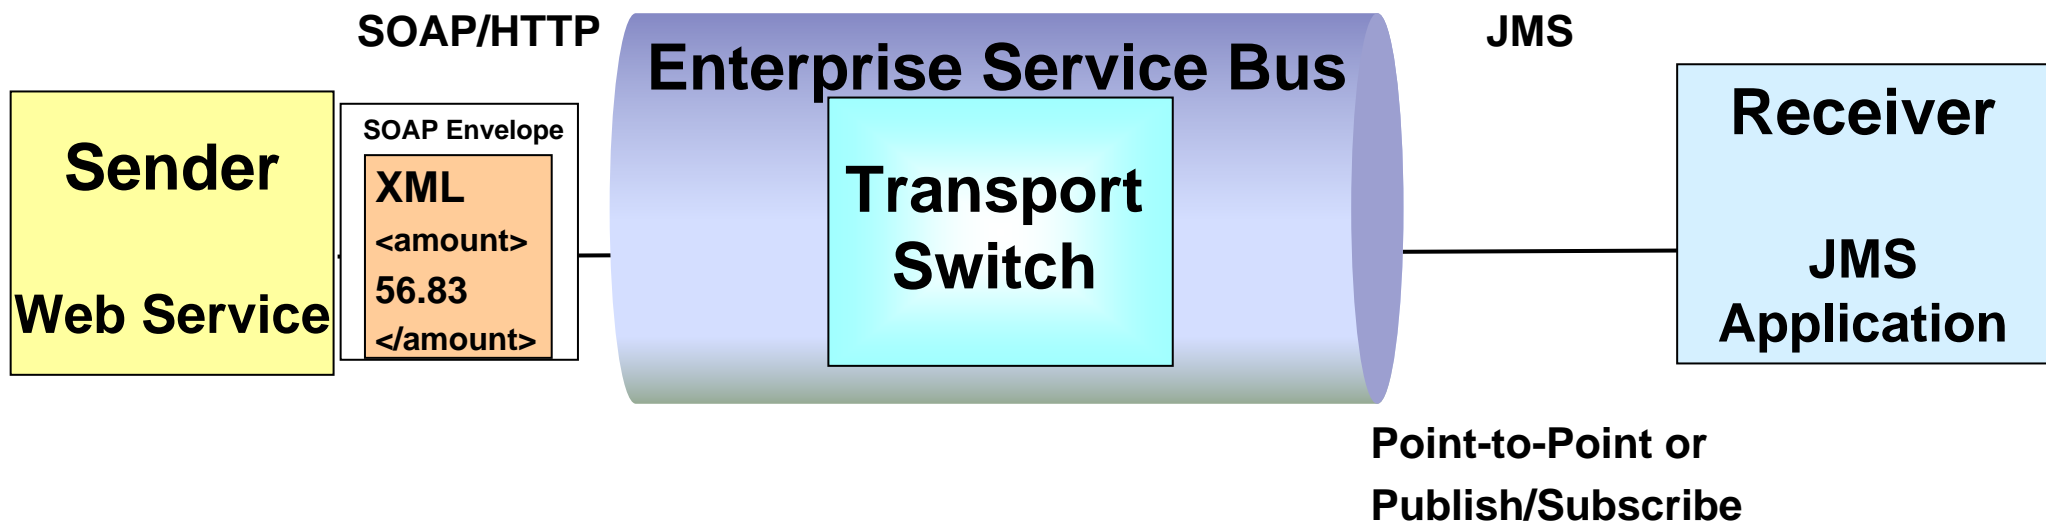 SOAP/HTTP
Enterprise Service Bus
JMS
Sender
Web Service
SOAP Envelope
XML
<amount>
56.83
</amount>
Transport
Switch
Receiver
JMS
Application
Point-to-Point or
Publish/Subscribe